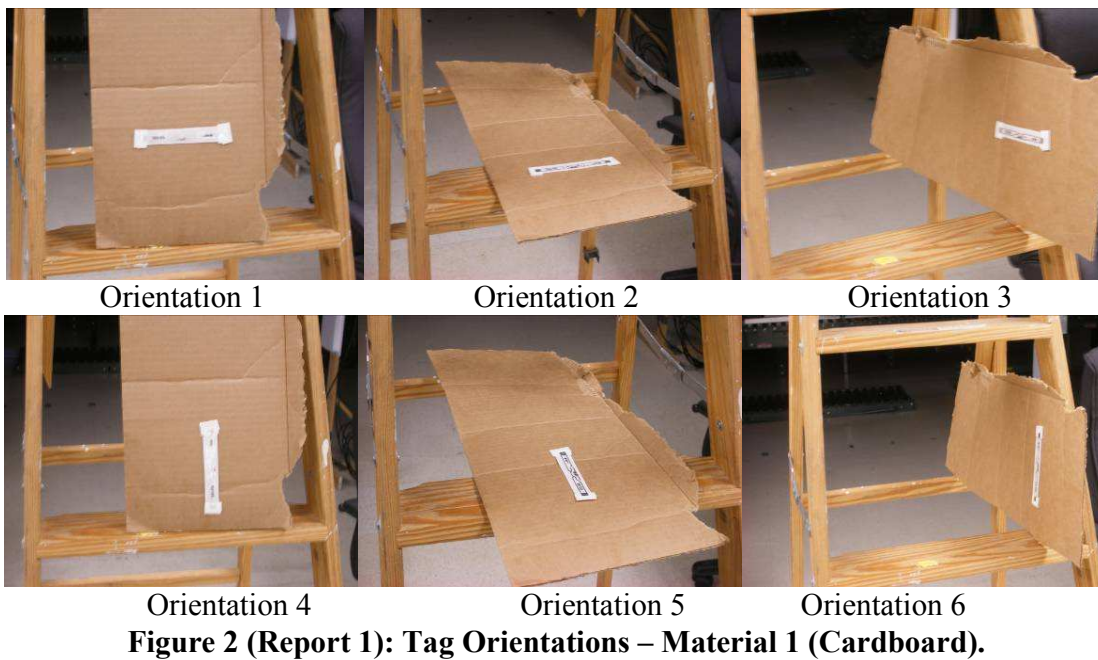 Orientation 1
Orientation 2
Orientation 3
Orientation 4
Orientation 5
Orientation 6
Figure 2 (Report 1): Tag Orientations – Material 1 (Cardboard).